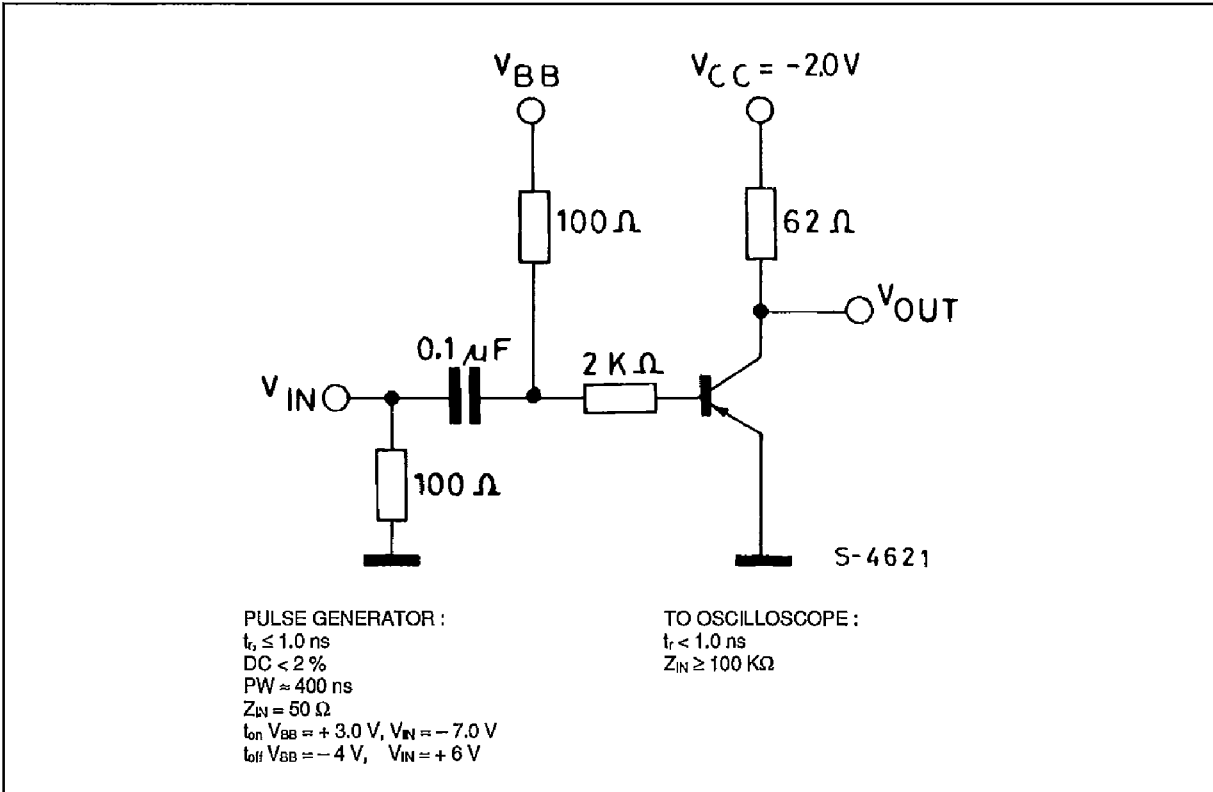 VBB
VCC = -2.0 V
100 Ω
62 Ω
VOUT
0.1 µF
2 KΩ
VIN
100 Ω
S-4621
PULSE GENERATOR :
tr, ≤ 1.0 ns
DC < 2 %
PW ≈ 400 ns
ZIN = 50 Ω
ton VBB = + 3.0 V, VIN = − 7.0 V
toff VBB = − 4 V, VIN = + 6 V
TO OSCILLOSCOPE :
tr < 1.0 ns
ZIN ≥ 100 KΩ